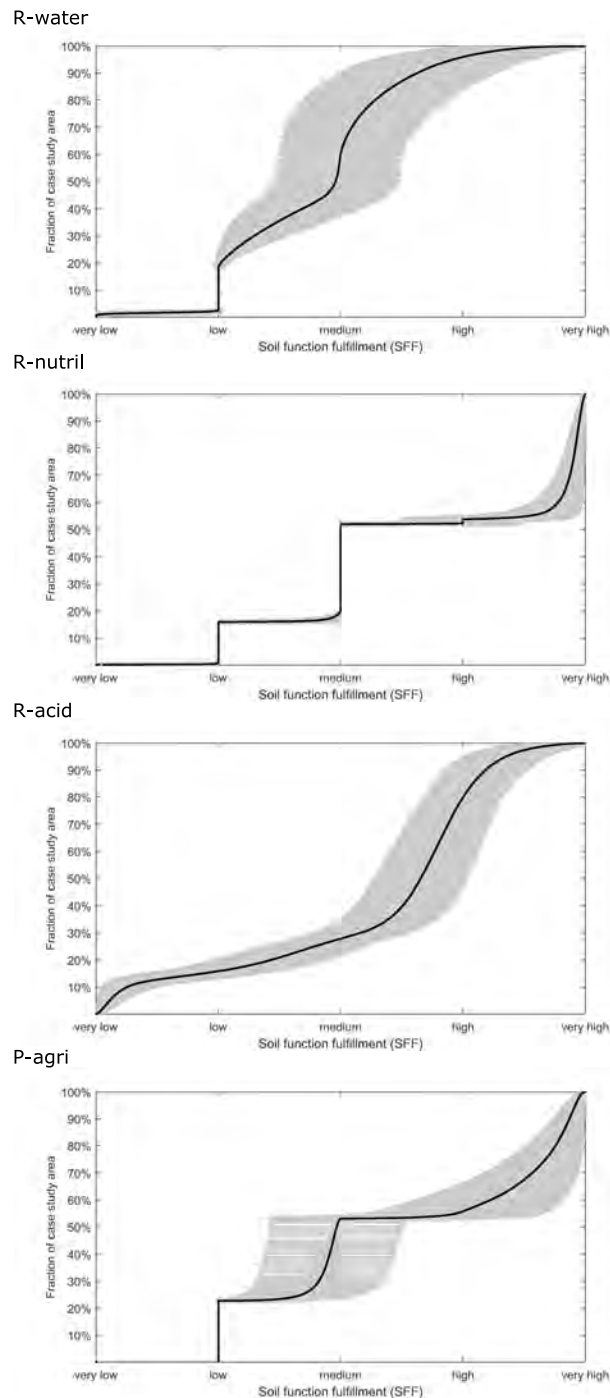 R-water
100%
90%
80%
70%
60%
50%
40%
30%
20%
10%
Fraction of case study area
very low low medium high very high
Soil function fulfillment (SFF)
R-nutril
100%
90%
80%
70%
60%
50%
40%
30%
20%
10%
Fraction of case study area
very low low medium high very high
Soil function fulfillment (SFF)
R-acid
100%
90%
80%
70%
60%
50%
40%
30%
20%
10%
Fraction of case study area
very low low medium high very high
Soil function fulfillment (SFF)
P-agri
100%
90%
80%
70%
60%
50%
40%
30%
20%
10%
Fraction of case study area
very low low medium high very high
Soil function fulfillment (SFF)